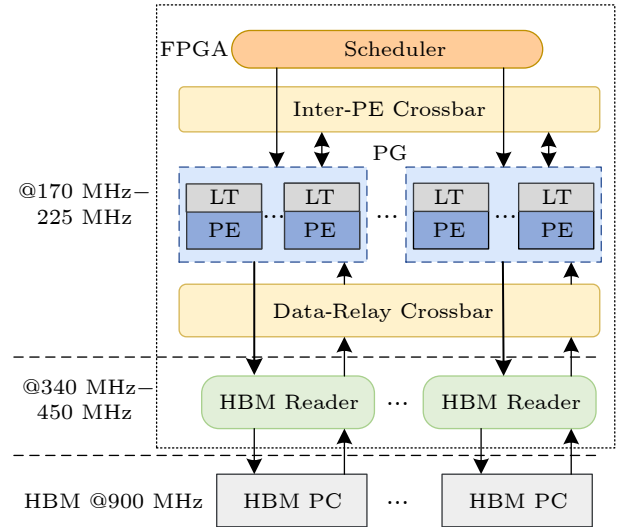 FPGA
Scheduler
Inter-PE Crossbar
PG
@170 MHz−
225 MHz
LT
PE
...
LT
PE
...
LT
PE
...
LT
PE
Data-Relay Crossbar
@340 MHz−
450 MHz
HBM Reader
...
HBM Reader
HBM @900 MHz
HBM PC
...
HBM PC